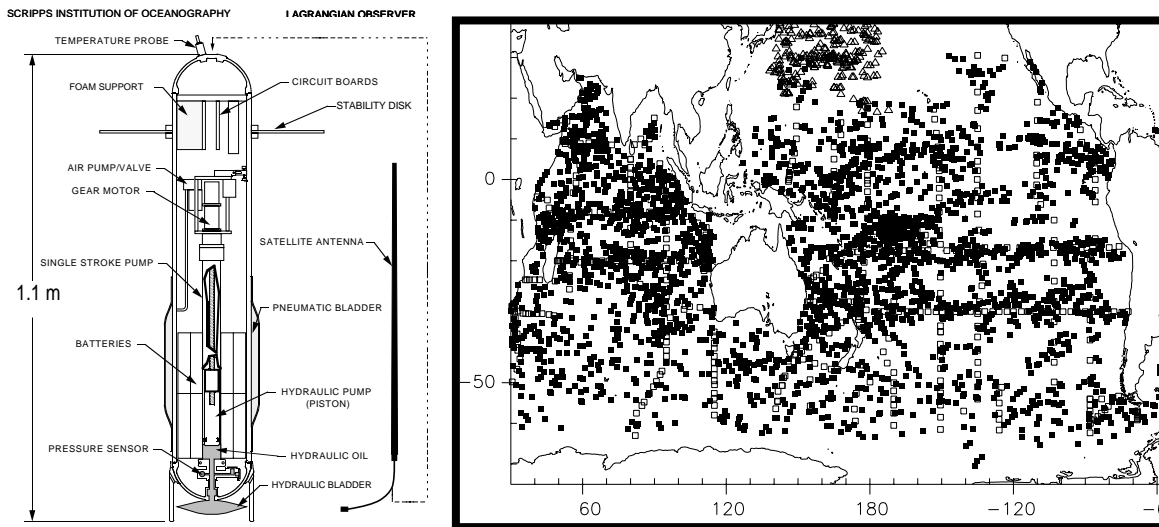 SCRIPPS INSTITUTION OF OCEANOGRAPHY
LAGRANGIAN OBSERVER
TEMPERATURE PROBE
FOAM SUPPORT
CIRCUIT BOARDS
STABILITY DISK
AIR PUMP/VALVE
GEAR MOTOR
SATELLITE ANTENNA
SINGLE STROKE PUMP
1.1 m
PNEUMATIC BLADDER
BATTERIES
HYDRAULIC PUMP
(PISTON)
PRESSURE SENSOR
HYDRAULIC OIL
HYDRAULIC BLADDER
0
−50
60
120
180
−120